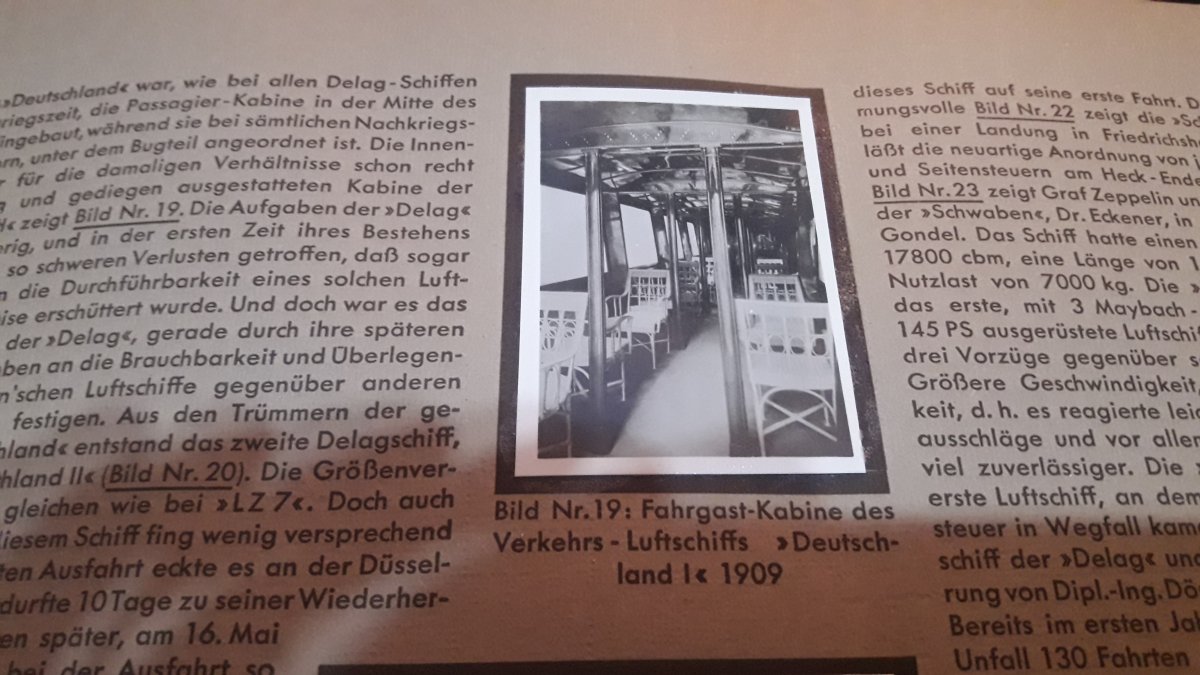 »Deutschland« war, wie bei allen Delag-Schiffen
die Passagier-Kabine in der Mitte des
während sie bei sämtlichen Nachkriegs-
unter dem Bugteil angeordnet ist. Die Innen-
für die damaligen Verhältnisse schon recht
und gediegen ausgestatteten Kabine der
zeigt Bild Nr. 19. Die Aufgaben der »Delag«
und in der ersten Zeit ihres Bestehens
so schweren Verlusten getroffen, daß sogar
die Durchführbarkeit eines solchen Luft-
erschüttert wurde. Und doch war es das
der »Delag«, gerade durch ihre späteren
an die Brauchbarkeit und Überlegen-
n'schen Luftschiffe gegenüber anderen
festigen. Aus den Trümmern der ge-
hland« entstand das zweite Delagschiff,
hland II« (Bild Nr. 20). Die Größenver-
gleichen wie bei »LZ 7«. Doch auch
diesem Schiff fing wenig versprechend
ten Ausfahrt eckte es an der Düssel-
durfte 10 Tage zu seiner Wiederher-
en später, am 16. Mai
bei der Ausfahrt so
Bild Nr. 19: Fahrgast-Kabine des
Verkehrs-Luftschiffs »Deutsch-
land I« 1909
dieses Schiff auf seine erste Fahrt. D
mungsvolle Bild Nr. 22 zeigt die »Sc
bei einer Landung in Friedrichsh
läßt die neuartige Anordnung von
und Seitensteuern am Heck-Ende
Bild Nr. 23 zeigt Graf Zeppelin un
der »Schwaben«, Dr. Eckener, in
Gondel. Das Schiff hatte einen
17800 cbm, eine Länge von 1
Nutzlast von 7000 kg. Die »
das erste, mit 3 Maybach-
145 PS ausgerüstete Luftschi
drei Vorzüge gegenüber s
Größere Geschwindigkeit
keit, d. h. es reagierte leic
ausschläge und vor allem
viel zuverlässiger. Die
erste Luftschiff, an dem
steuer in Wegfall kam
schiff der »Delag« und
rung von Dipl.-Ing. Dö
Bereits im ersten Jah
Unfall 130 Fahrten